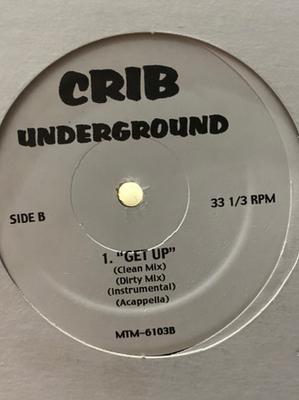 CRIB
UNDERGROUND
SIDE B
33 1/3 RPM
1. "GET UP"
(Clean Mix)
(Dirty Mix)
(Instrumental)
(Acappella)
MTM-6103B